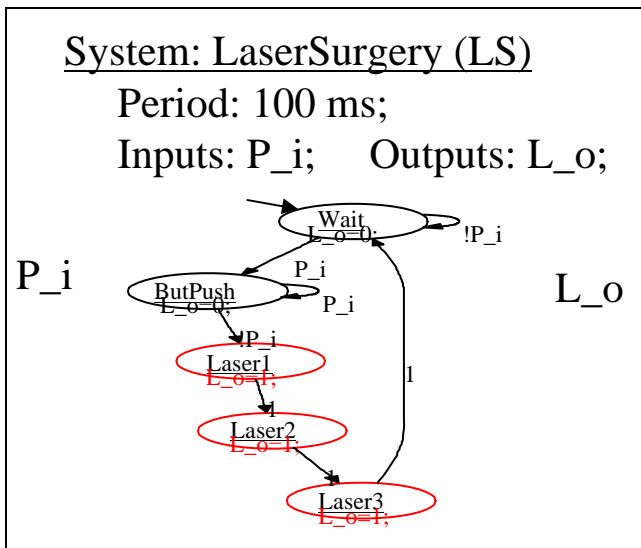 System: LaserSurgery (LS)
Period: 100 ms;
Inputs: P_i; Outputs: L_o;
Wait
L_o=0;
!P_i
P_i
P_i
L_o
ButPush
L_o=0;
P_i
!P_i
Laser1
L_o=1;
1
1
Laser2
L_o=1;
1
Laser3
L_o=1;